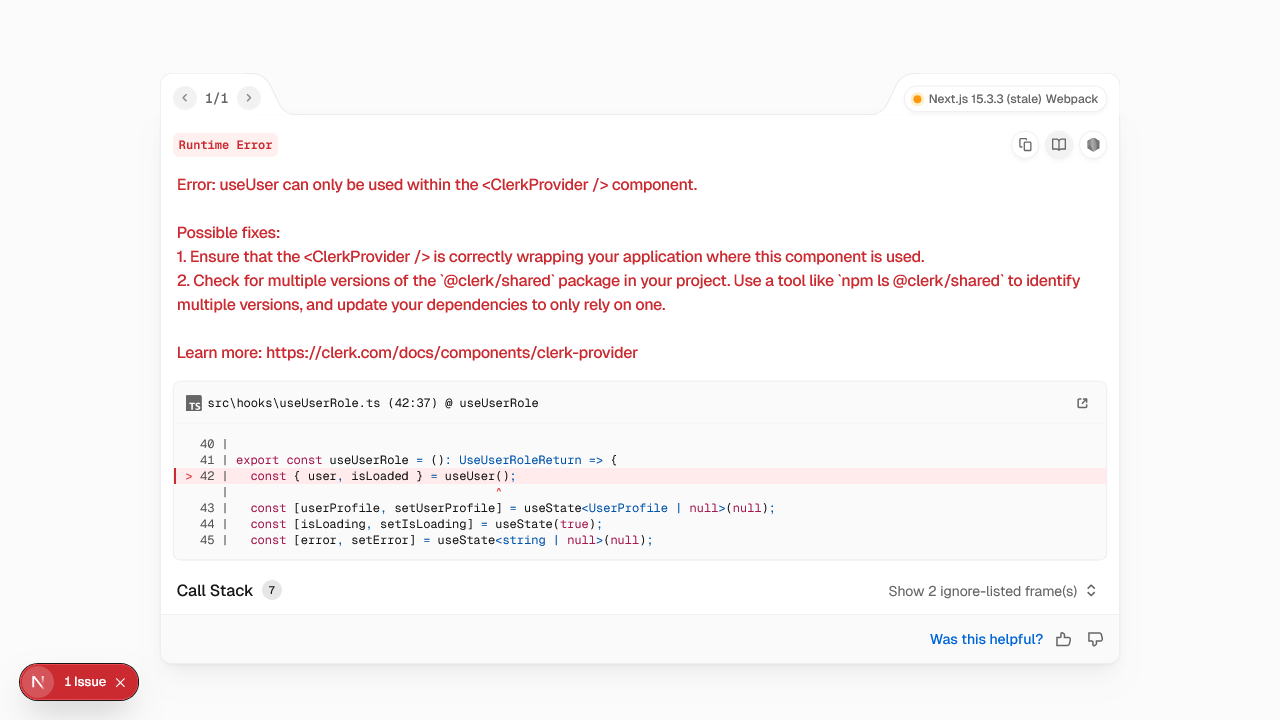 1/1
Next.js 15.3.3 (stale) Webpack
Runtime Error
Error: useUser can only be used within the <ClerkProvider /> component.
Possible fixes:
1. Ensure that the <ClerkProvider /> is correctly wrapping your application where this component is used.
2. Check for multiple versions of the `@clerk/shared` package in your project. Use a tool like `npm ls @clerk/shared` to identify
multiple versions, and update your dependencies to only rely on one.
Learn more: https://clerk.com/docs/components/clerk-provider
TS src\hooks\useUserRole.ts (42:37) @ useUserRole
40 |
41 | export const useUserRole = (): UseUserRoleReturn => {
> 42 |   const { user, isLoaded } = useUser();
|                                     ^
43 |   const [userProfile, setUserProfile] = useState<UserProfile | null>(null);
44 |   const [isLoading, setIsLoading] = useState(true);
45 |   const [error, setError] = useState<string | null>(null);
Call Stack 7
Show 2 ignore-listed frame(s)
Was this helpful?
N 1 Issue